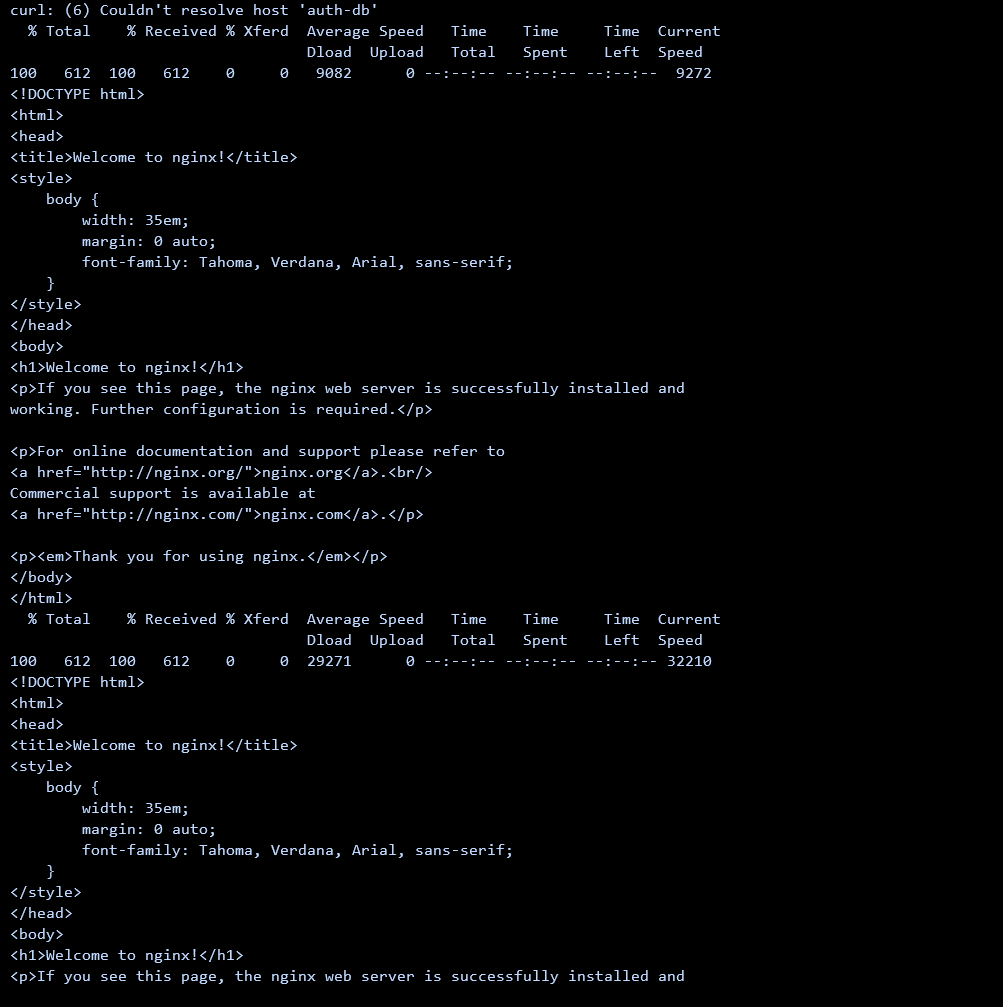 curl: (6) Couldn't resolve host 'auth-db'
  % Total    % Received % Xferd  Average Speed   Time    Time     Time  Current
                                 Dload  Upload   Total   Spent    Left  Speed
100   612  100   612    0     0   9082      0 --:--:-- --:--:-- --:--:--  9272
<!DOCTYPE html>
<html>
<head>
<title>Welcome to nginx!</title>
<style>
    body {
        width: 35em;
        margin: 0 auto;
        font-family: Tahoma, Verdana, Arial, sans-serif;
    }
</style>
</head>
<body>
<h1>Welcome to nginx!</h1>
<p>If you see this page, the nginx web server is successfully installed and
working. Further configuration is required.</p>

<p>For online documentation and support please refer to
<a href="http://nginx.org/">nginx.org</a>.<br/>
Commercial support is available at
<a href="http://nginx.com/">nginx.com</a>.</p>

<p><em>Thank you for using nginx.</em></p>
</body>
</html>
  % Total    % Received % Xferd  Average Speed   Time    Time     Time  Current
                                 Dload  Upload   Total   Spent    Left  Speed
100   612  100   612    0     0  29271      0 --:--:-- --:--:-- --:--:-- 32210
<!DOCTYPE html>
<html>
<head>
<title>Welcome to nginx!</title>
<style>
    body {
        width: 35em;
        margin: 0 auto;
        font-family: Tahoma, Verdana, Arial, sans-serif;
    }
</style>
</head>
<body>
<h1>Welcome to nginx!</h1>
<p>If you see this page, the nginx web server is successfully installed and